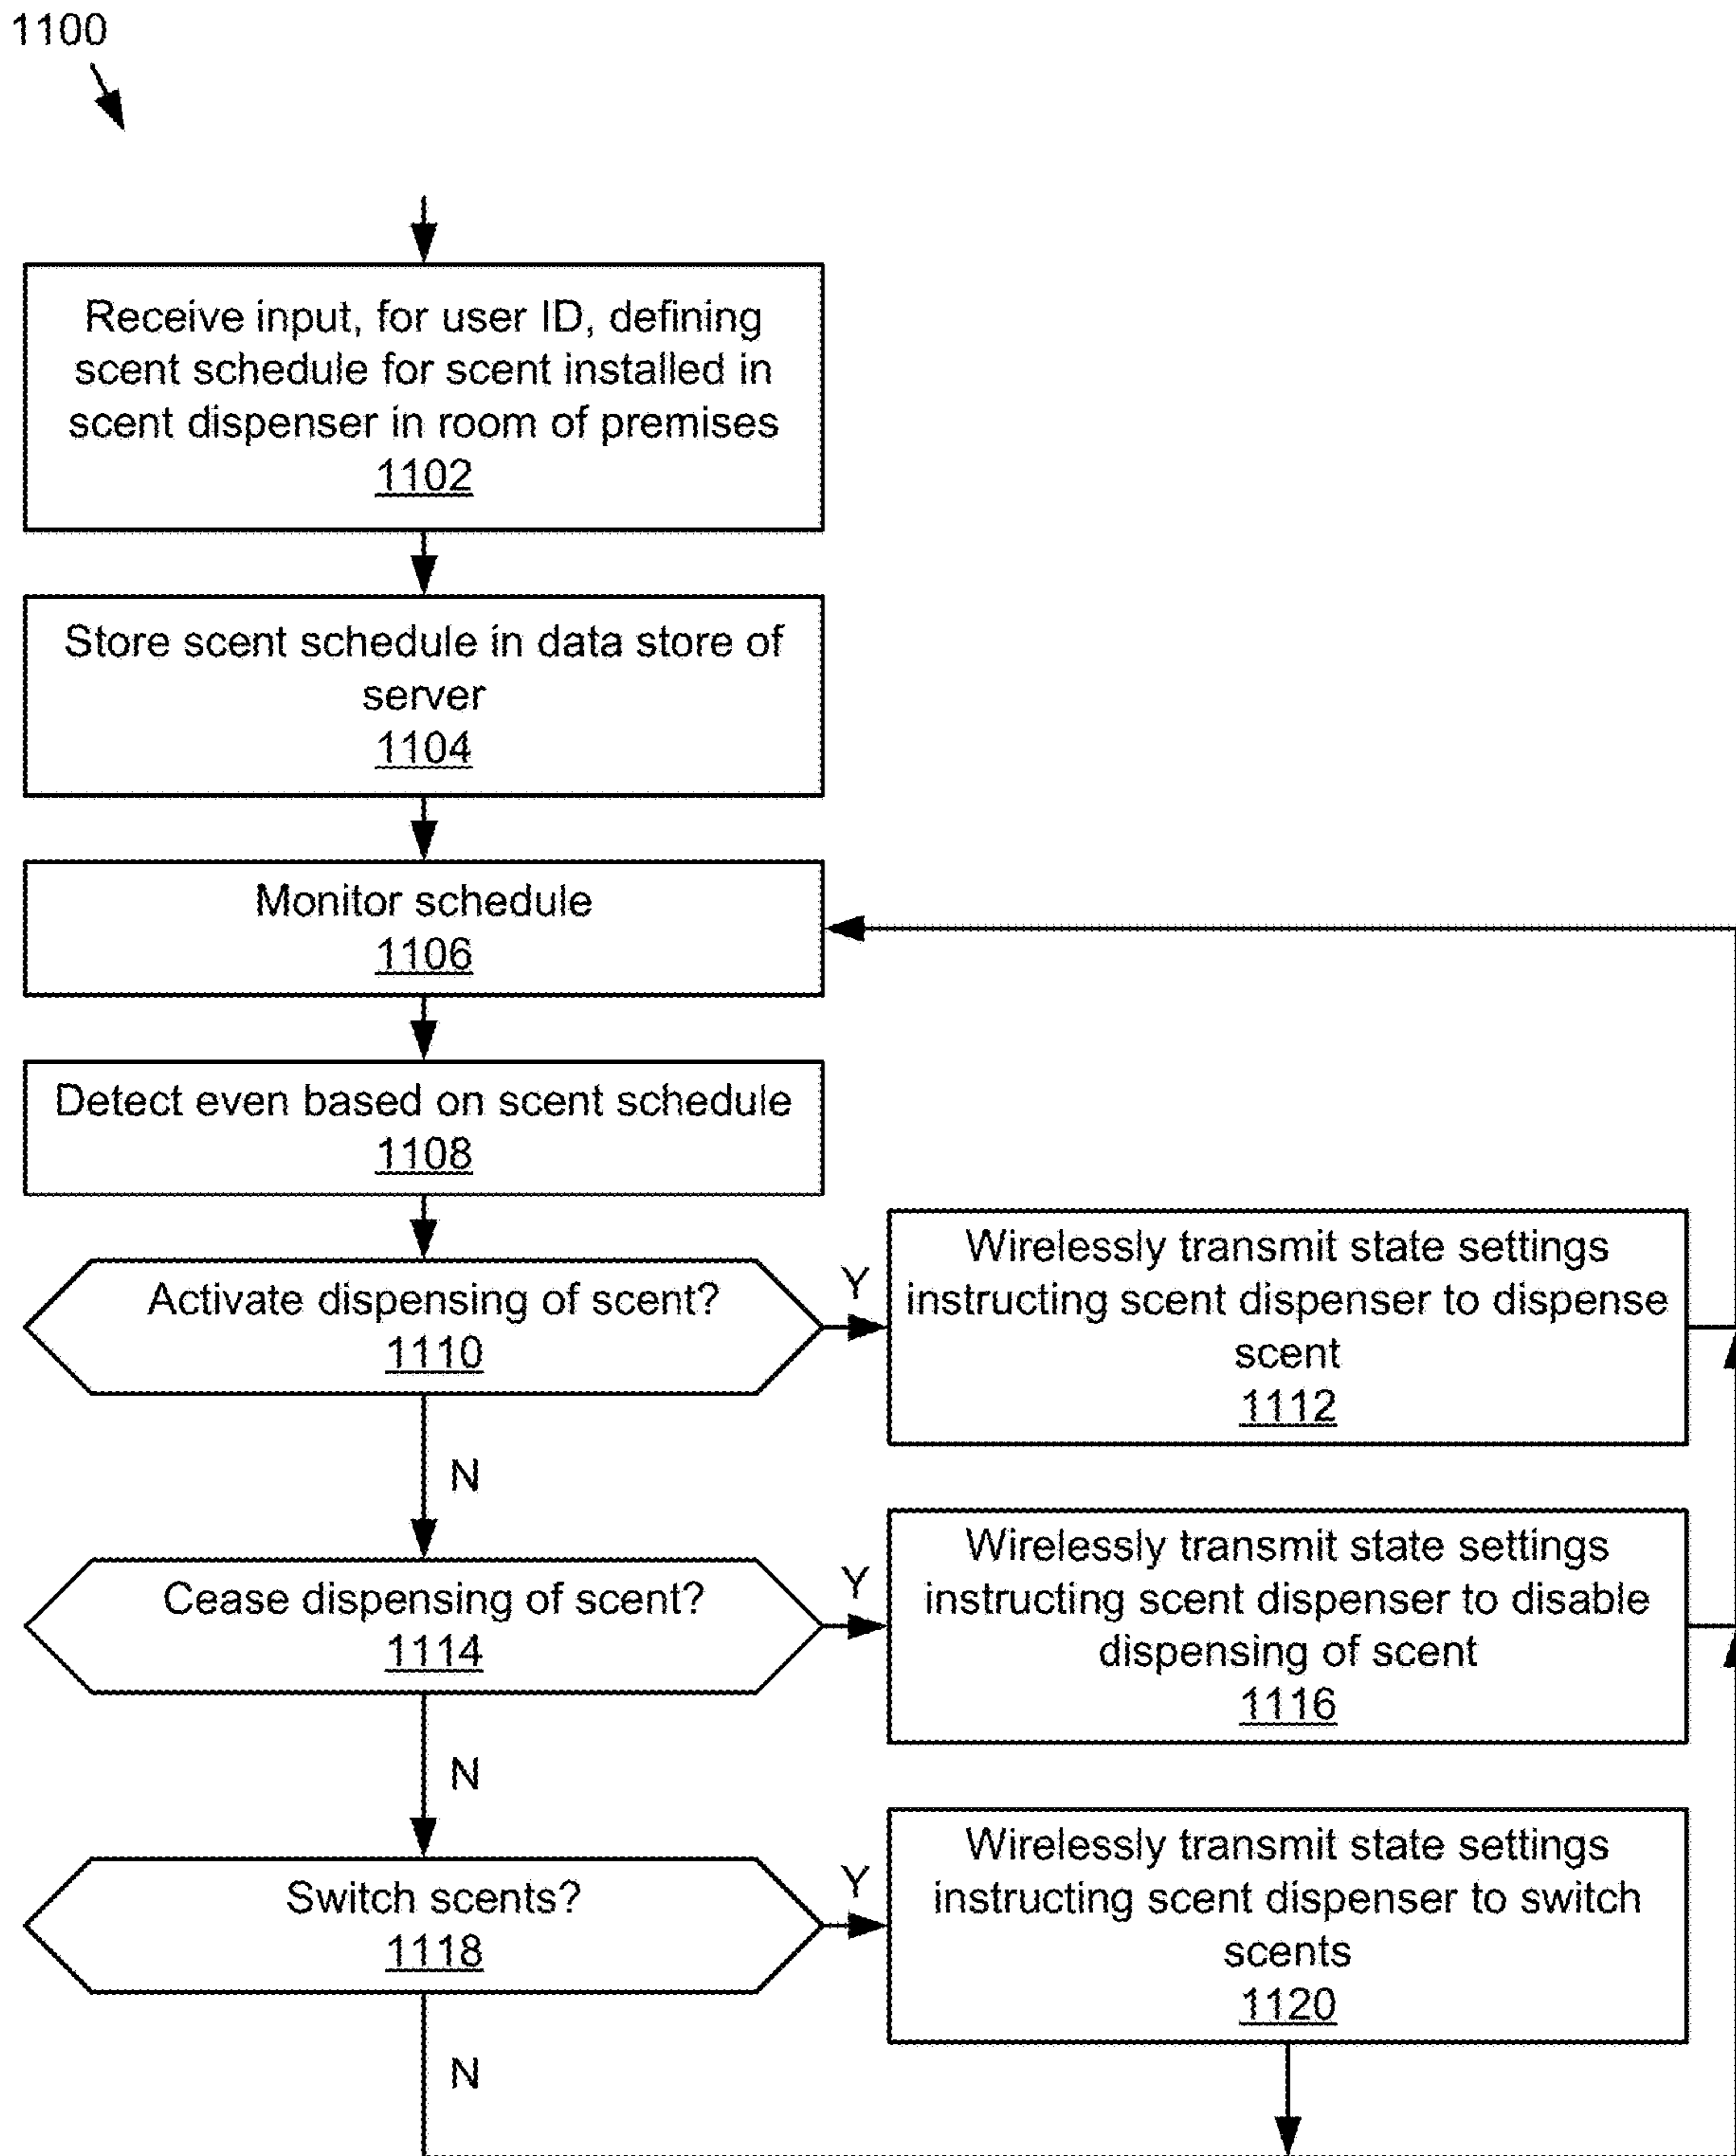 1100
Receive input, for user ID, defining
scent schedule for scent installed in
scent dispenser in room of premises
1102
Store scent schedule in data store of
server
1104
Monitor schedule
1106
Detect even based on scent schedule
1108
Activate dispensing of scent?
1110
Y
Wirelessly transmit state settings
instructing scent dispenser to dispense
scent
1112
N
Cease dispensing of scent?
1114
Y
Wirelessly transmit state settings
instructing scent dispenser to disable
dispensing of scent
1116
N
Switch scents?
1118
Y
Wirelessly transmit state settings
instructing scent dispenser to switch
scents
1120
N